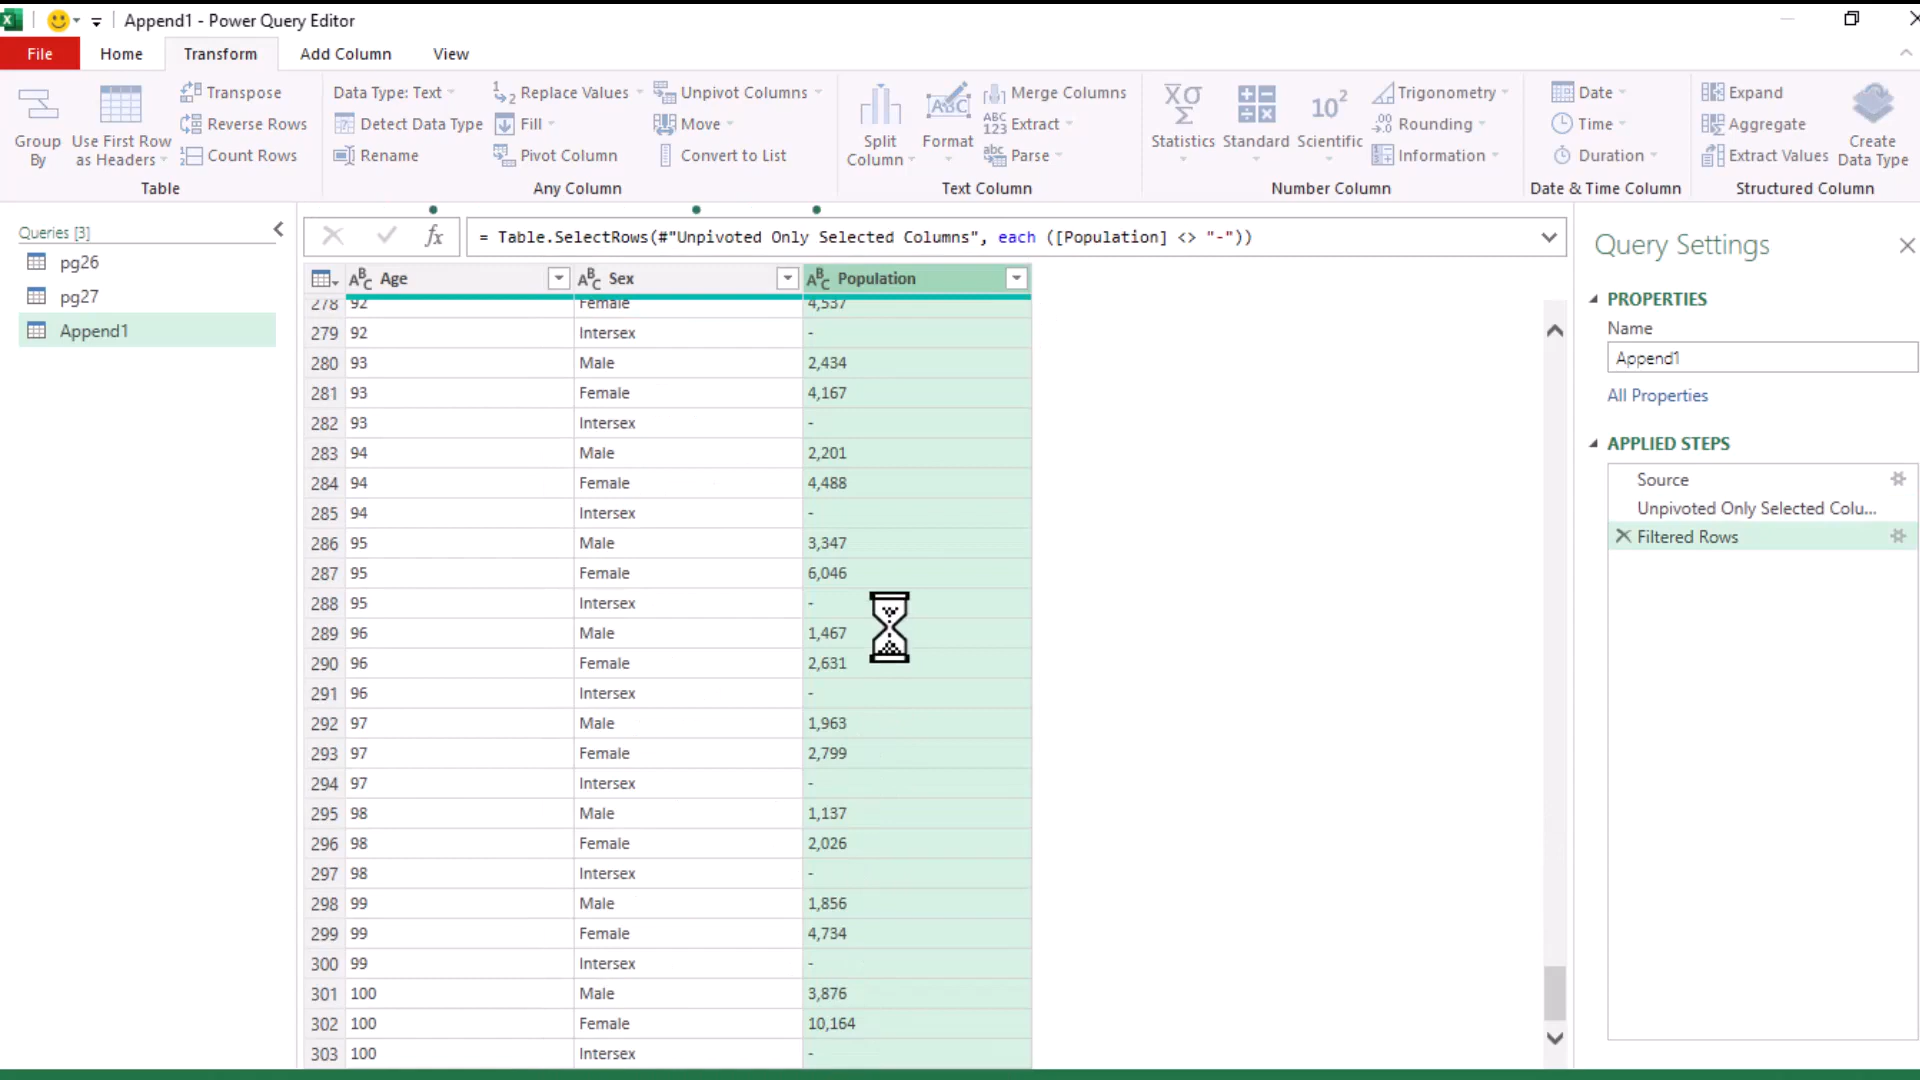 Append1 - Power Query Editor
File Home Transform Add Column View
Group By
Use First Row as Headers
Transpose
Reverse Rows
Count Rows
Table
Data Type: Text
Detect Data Type
Rename
Replace Values
Fill
Pivot Column
Unpivot Columns
Move
Convert to List
Any Column
Split Column
Format
Merge Columns
Extract
Parse
Text Column
Statistics
Standard
Scientific
Trigonometry
Rounding
Information
Number Column
Date
Time
Duration
Date & Time Column
Expand
Aggregate
Extract Values
Create Data Type
Structured Column
Queries [3]
pg26
pg27
Append1
fx = Table.SelectRows(#"Unpivoted Only Selected Columns", each ([Population] <> "-"))
Age Sex Population
278 92 Female 4,537
279 92 Intersex -
280 93 Male 2,434
281 93 Female 4,167
282 93 Intersex -
283 94 Male 2,201
284 94 Female 4,488
285 94 Intersex -
286 95 Male 3,347
287 95 Female 6,046
288 95 Intersex -
289 96 Male 1,467
290 96 Female 2,631
291 96 Intersex -
292 97 Male 1,963
293 97 Female 2,799
294 97 Intersex -
295 98 Male 1,137
296 98 Female 2,026
297 98 Intersex -
298 99 Male 1,856
299 99 Female 4,734
300 99 Intersex -
301 100 Male 3,876
302 100 Female 10,164
303 100 Intersex -
Query Settings
PROPERTIES
Name
Append1
All Properties
APPLIED STEPS
Source
Unpivoted Only Selected Colu...
Filtered Rows